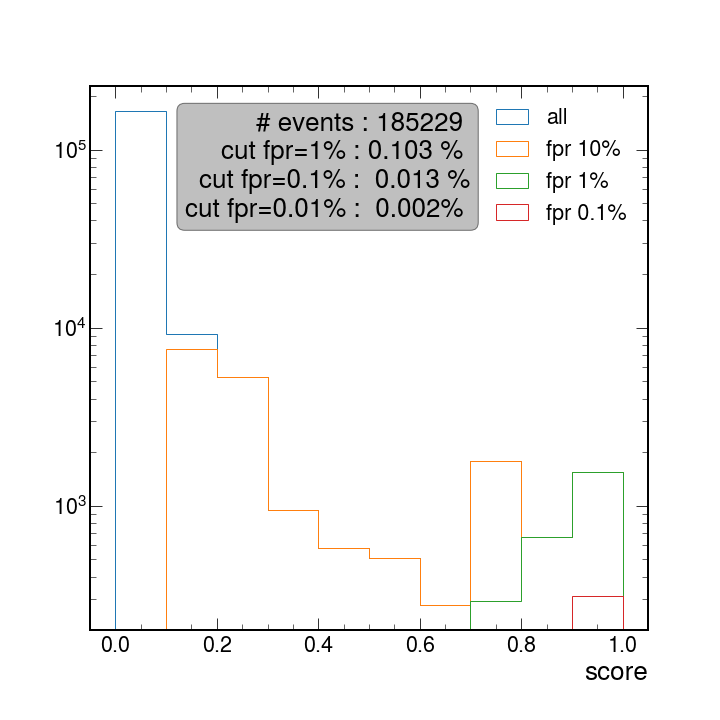 # events : 185229
cut fpr=1% : 0.103 %
cut fpr=0.1% :  0.013 %
cut fpr=0.01% :  0.002%
all
fpr 10%
fpr 1%
fpr 0.1%
10^5
10^4
10^3
0.0 0.2 0.4 0.6 0.8 1.0
score